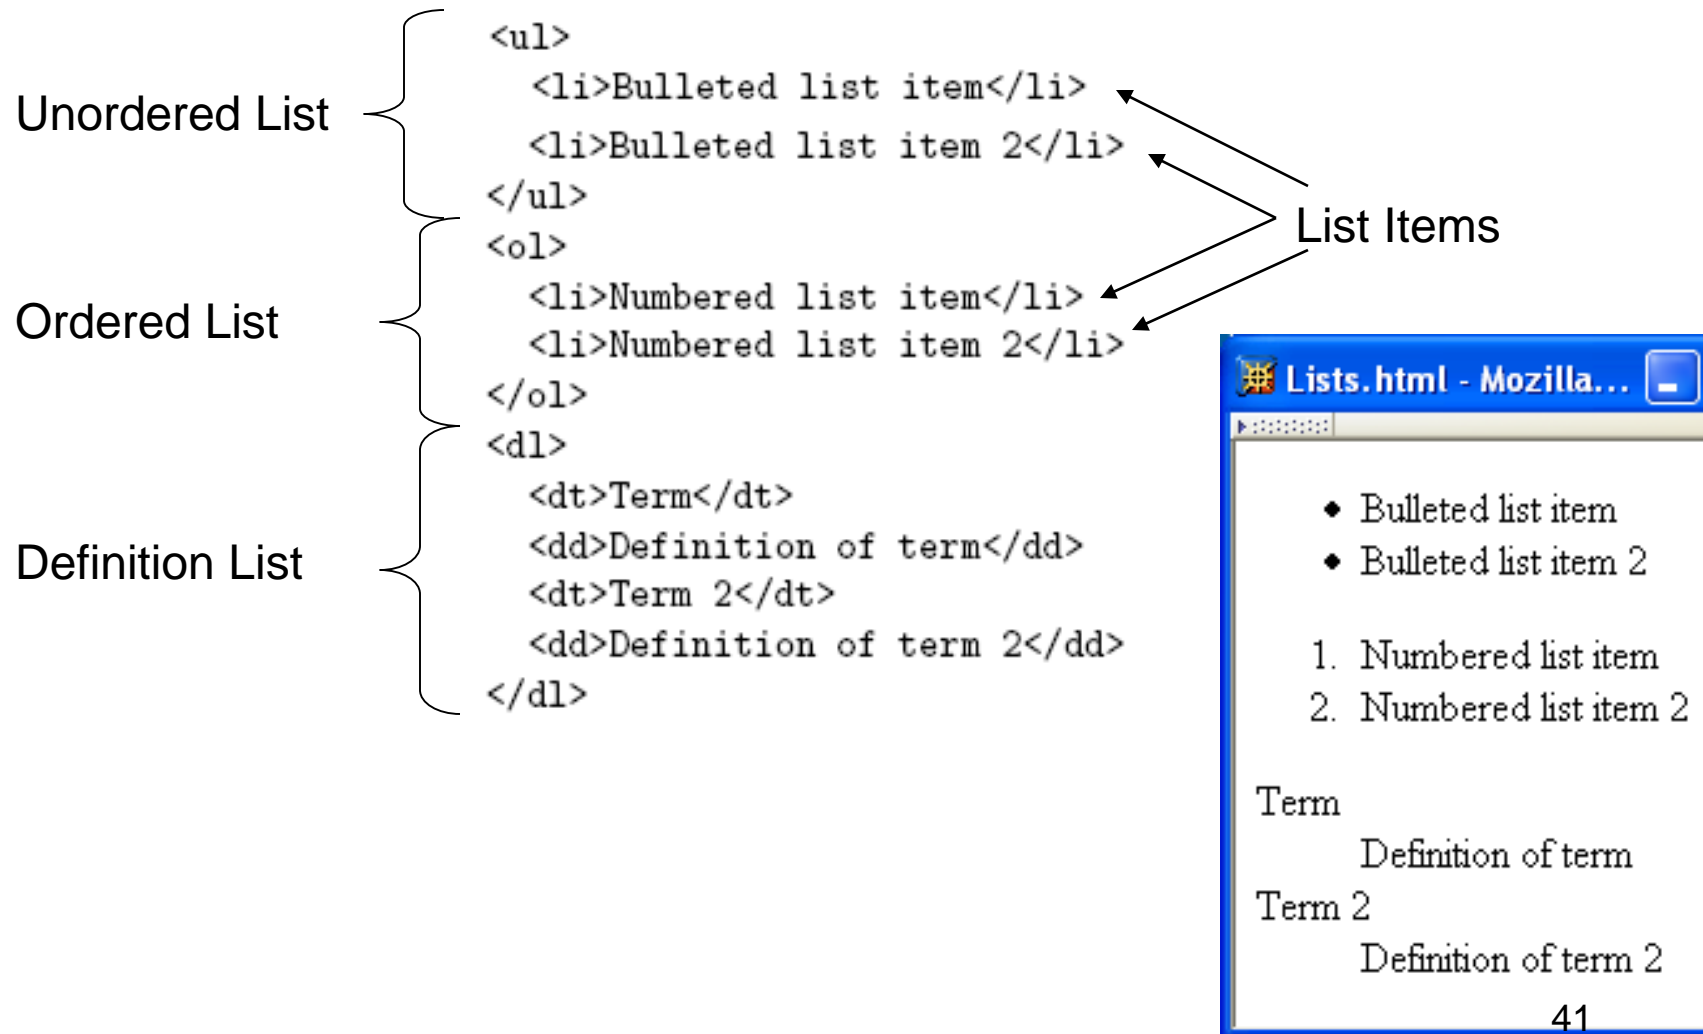 Unordered List
<ul>
<li>Bulleted list item</li>
<li>Bulleted list item 2</li>
</ul>
Ordered List
<ol>
<li>Numbered list item</li>
<li>Numbered list item 2</li>
</ol>
List Items
Definition List
<dl>
<dt>Term</dt>
<dd>Definition of term</dd>
<dt>Term 2</dt>
<dd>Definition of term 2</dd>
</dl>
Lists.html - Mozilla...
• Bulleted list item
• Bulleted list item 2
1. Numbered list item
2. Numbered list item 2
Term
Definition of term
Term 2
Definition of term 2
41